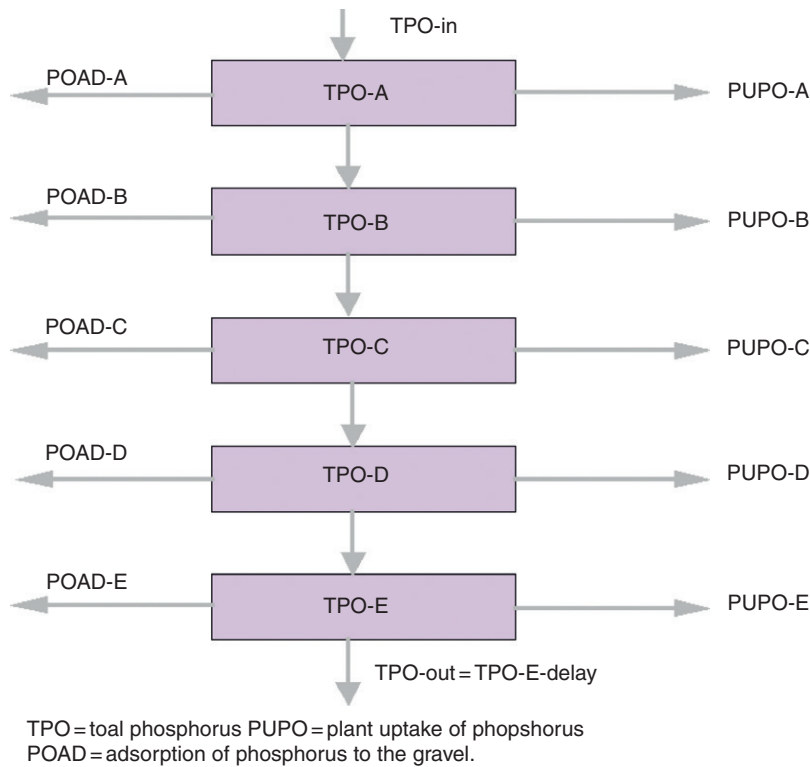 TPO-in
POAD-A
TPO-A
PUPO-A
POAD-B
TPO-B
PUPO-B
POAD-C
TPO-C
PUPO-C
POAD-D
TPO-D
PUPO-D
POAD-E
TPO-E
PUPO-E
TPO-out = TPO-E-delay
TPO = toal phosphorus PUPO = plant uptake of phopshorus
POAD = adsorption of phosphorus to the gravel.